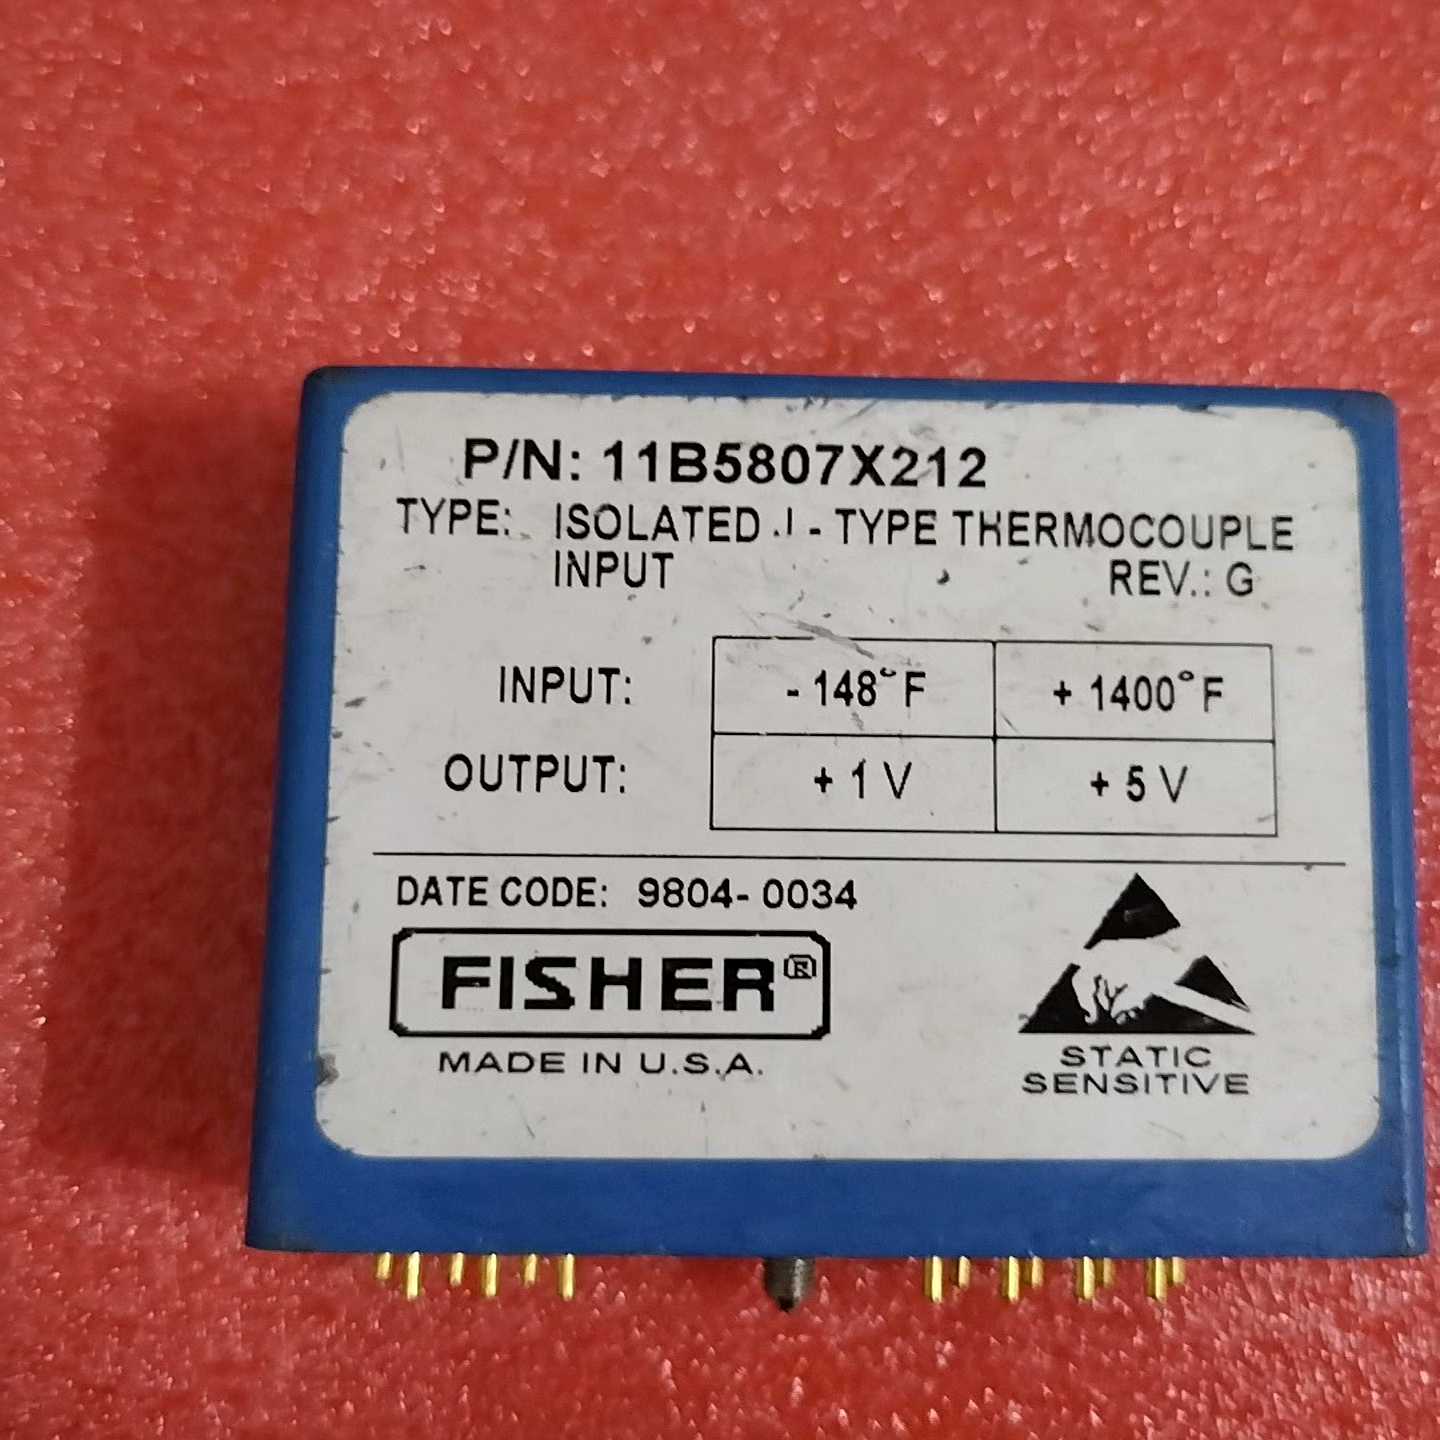 P/N: 11B5807X212
TYPE: ISOLATED J - TYPE THERMOCOUPLE
INPUT REV.: G
INPUT: - 148°F + 1400°F
OUTPUT: + 1 V + 5 V
DATE CODE: 9804- 0034
FISHER®
MADE IN U.S.A.
STATIC
SENSITIVE